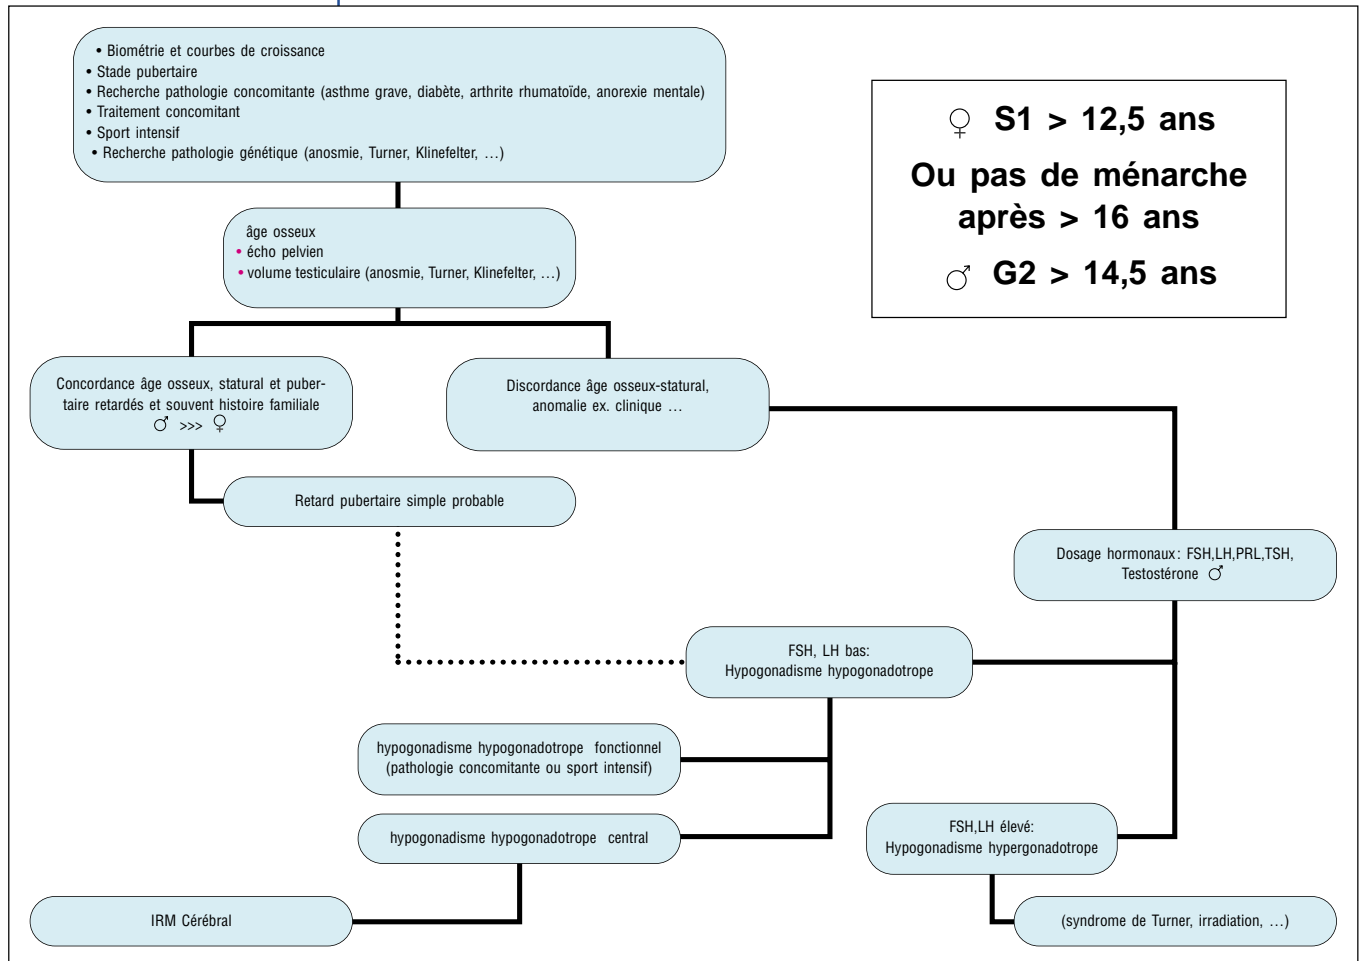 • Biométrie et courbes de croissance
• Stade pubertaire
• Recherche pathologie concomitante (asthme grave, diabète, arthrite rhumatoïde, anorexie mentale)
• Traitement concomitant
• Sport intensif
• Recherche pathologie génétique (anosmie, Turner, Klinefelter, …)
♀ S1 > 12,5 ans
Ou pas de ménarche
après > 16 ans
♂ G2 > 14,5 ans
âge osseux
• écho pelvien
• volume testiculaire (anosmie, Turner, Klinefelter, …)
Concordance âge osseux, statural et puber-
taire retardés et souvent histoire familiale
♂ >>> ♀
Discordance âge osseux-statural,
anomalie ex. clinique …
Retard pubertaire simple probable
Dosage hormonaux: FSH,LH,PRL,TSH,
Testostérone ♂
FSH, LH bas:
Hypogonadisme hypogonadotrope
hypogonadisme hypogonadotrope fonctionnel
(pathologie concomitante ou sport intensif)
hypogonadisme hypogonadotrope central
FSH,LH élevé:
Hypogonadisme hypergonadotrope
IRM Cérébral
(syndrome de Turner, irradiation, …)